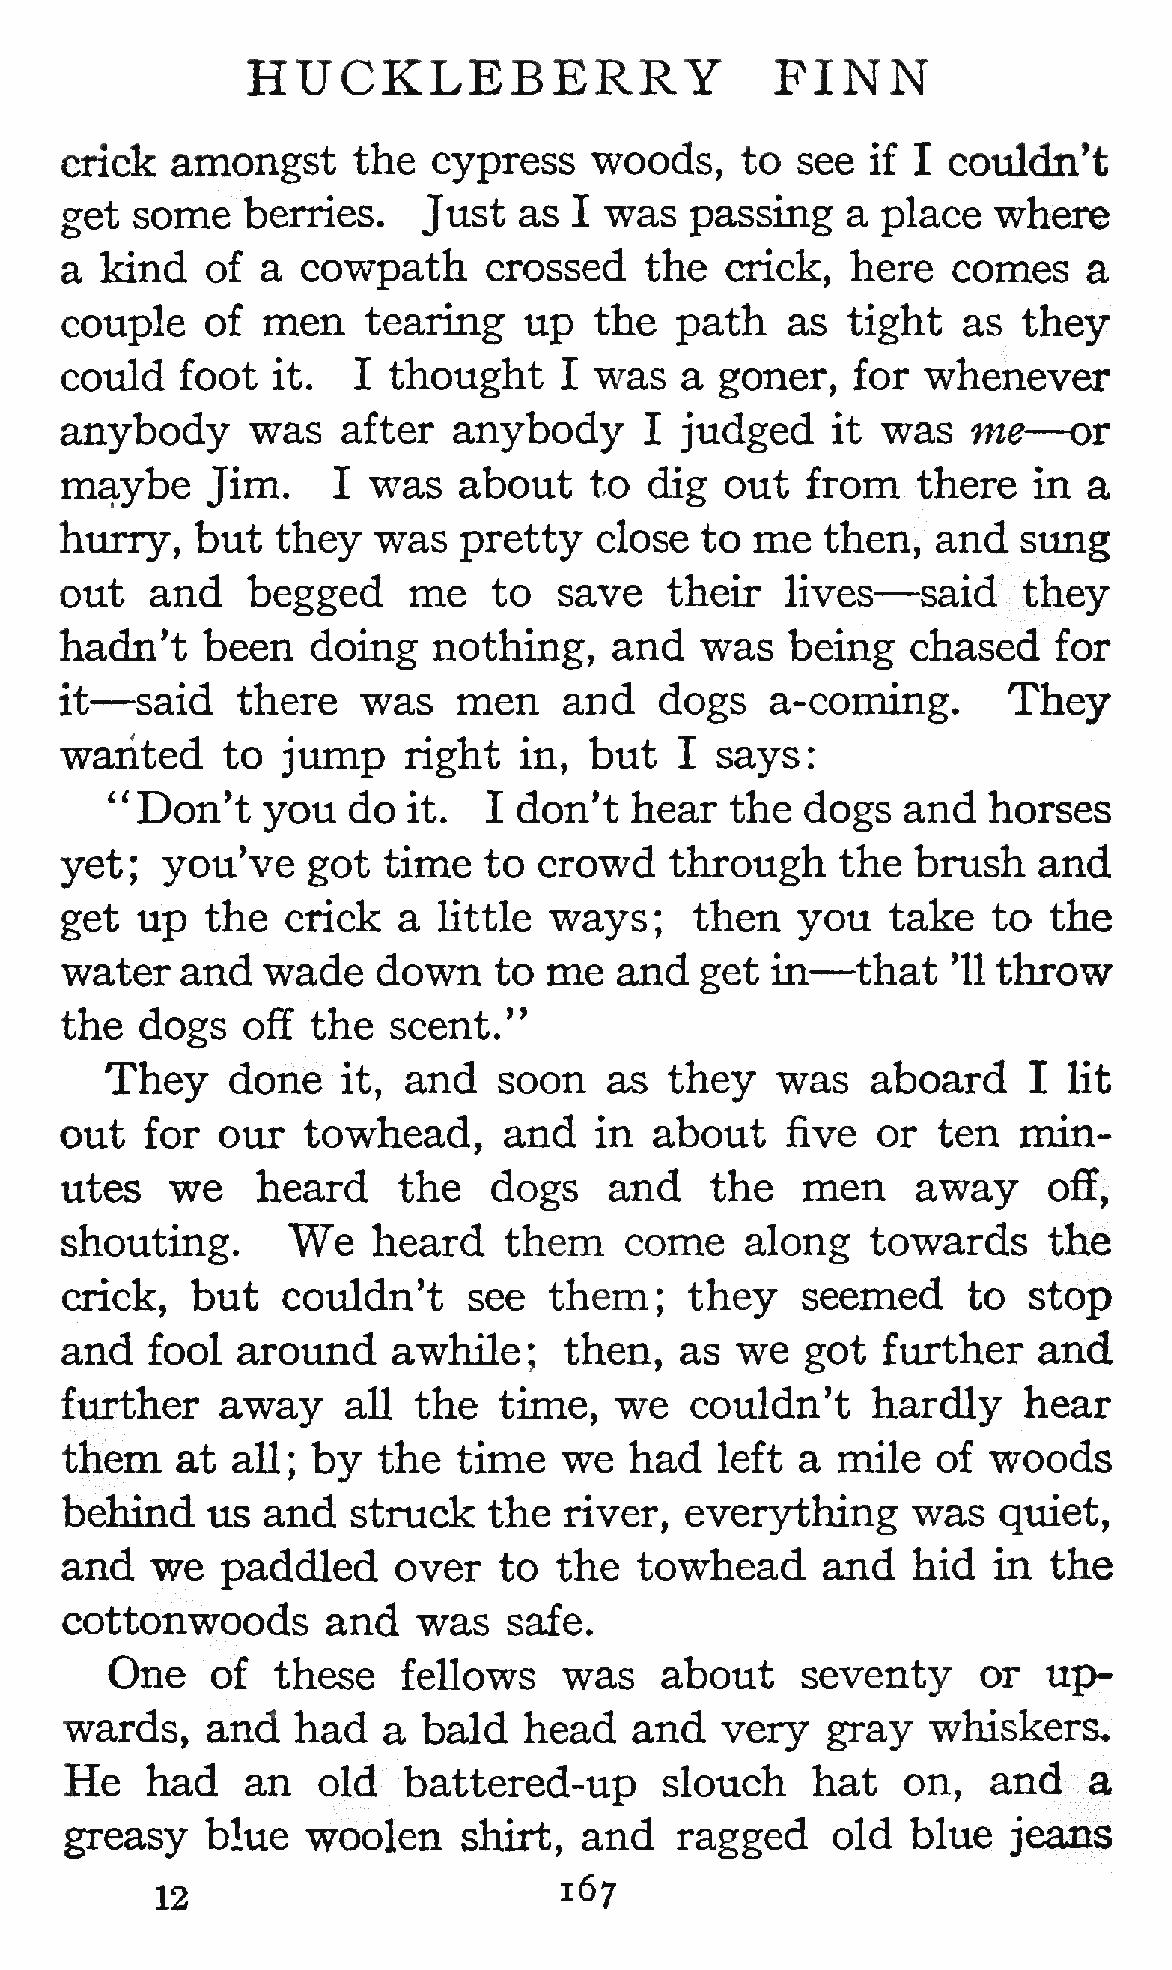 HUCKLEBERRY FINN
crick amongst the cypress woods, to see if I couldn't
get some berries. Just as I was passing a place where
a kind of a cowpath crossed the crick, here comes a
couple of men tearing up the path as tight as they
could foot it. I thought I was a goner, for whenever
anybody was after anybody I judged it was me—or
maybe Jim. I was about to dig out from there in a
hurry, but they was pretty close to me then, and sung
out and begged me to save their lives—said they
hadn't been doing nothing, and was being chased for
it—said there was men and dogs a-coming. They
wanted to jump right in, but I says:
"Don't you do it. I don't hear the dogs and horses
yet; you've got time to crowd through the brush and
get up the crick a little ways; then you take to the
water and wade down to me and get in—that 'll throw
the dogs off the scent."
They done it, and soon as they was aboard I lit
out for our towhead, and in about five or ten min-
utes we heard the dogs and the men away off,
shouting. We heard them come along towards the
crick, but couldn't see them; they seemed to stop
and fool around awhile; then, as we got further and
further away all the time, we couldn't hardly hear
them at all; by the time we had left a mile of woods
behind us and struck the river, everything was quiet,
and we paddled over to the towhead and hid in the
cottonwoods and was safe.
One of these fellows was about seventy or up-
wards, and had a bald head and very gray whiskers.
He had an old battered-up slouch hat on, and a
greasy blue woolen shirt, and ragged old blue jeans
12 167